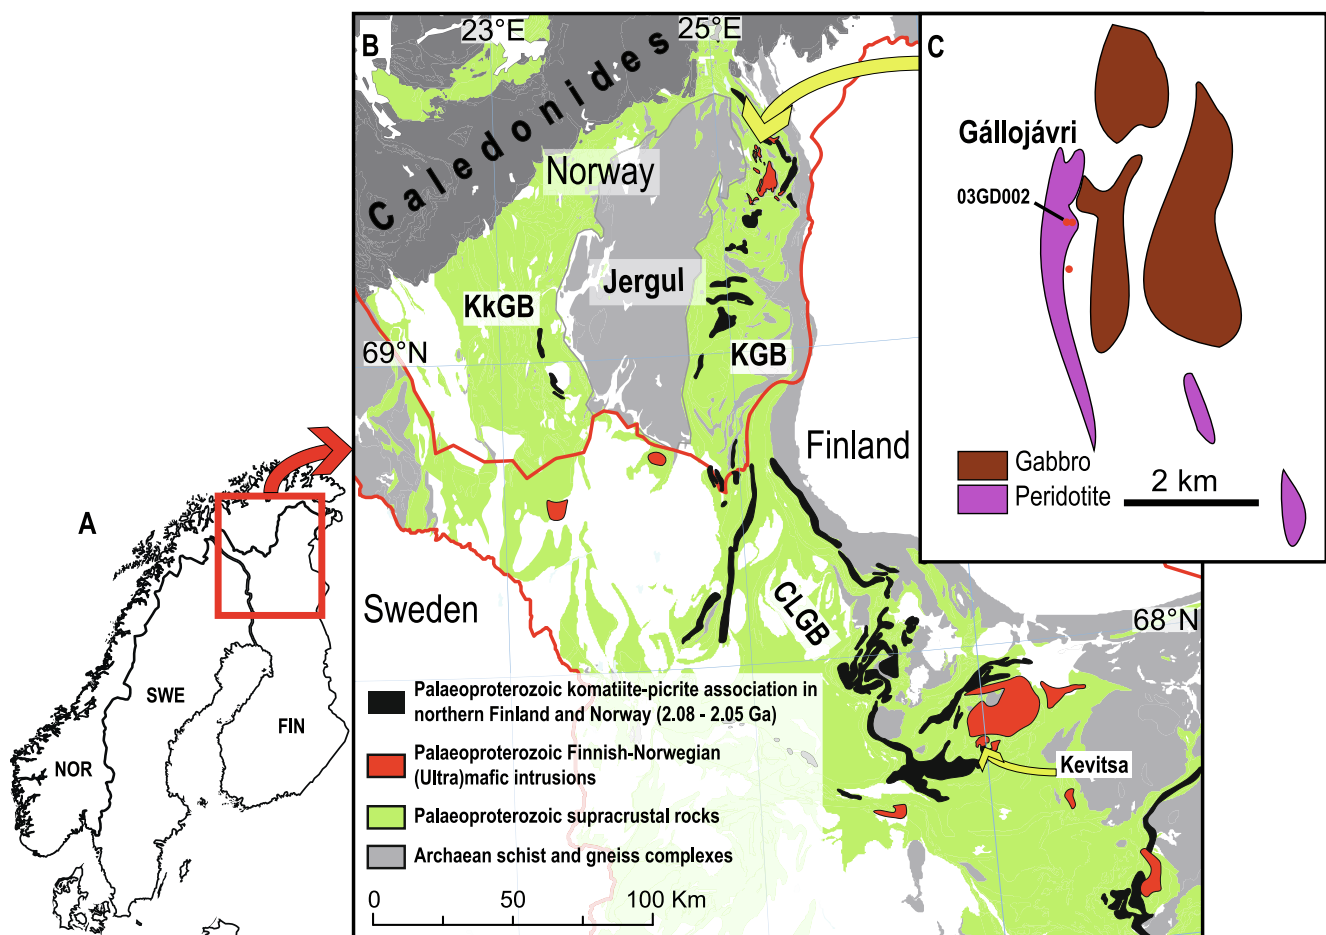 A
SWE
NOR
FIN
B
23°E
25°E
Caledonides
Norway
Jergul
KkGB
KGB
69°N
Finland
Sweden
CLGB
68°N
Kevitsa
Palaeoproterozoic komatiite-picrite association in
northern Finland and Norway (2.08 - 2.05 Ga)
Palaeoproterozoic Finnish-Norwegian
(Ultra)mafic intrusions
Palaeoproterozoic supracrustal rocks
Archaean schist and gneiss complexes
0 50 100 Km
C
Gállojávri
03GD002
Gabbro
Peridotite
2 km